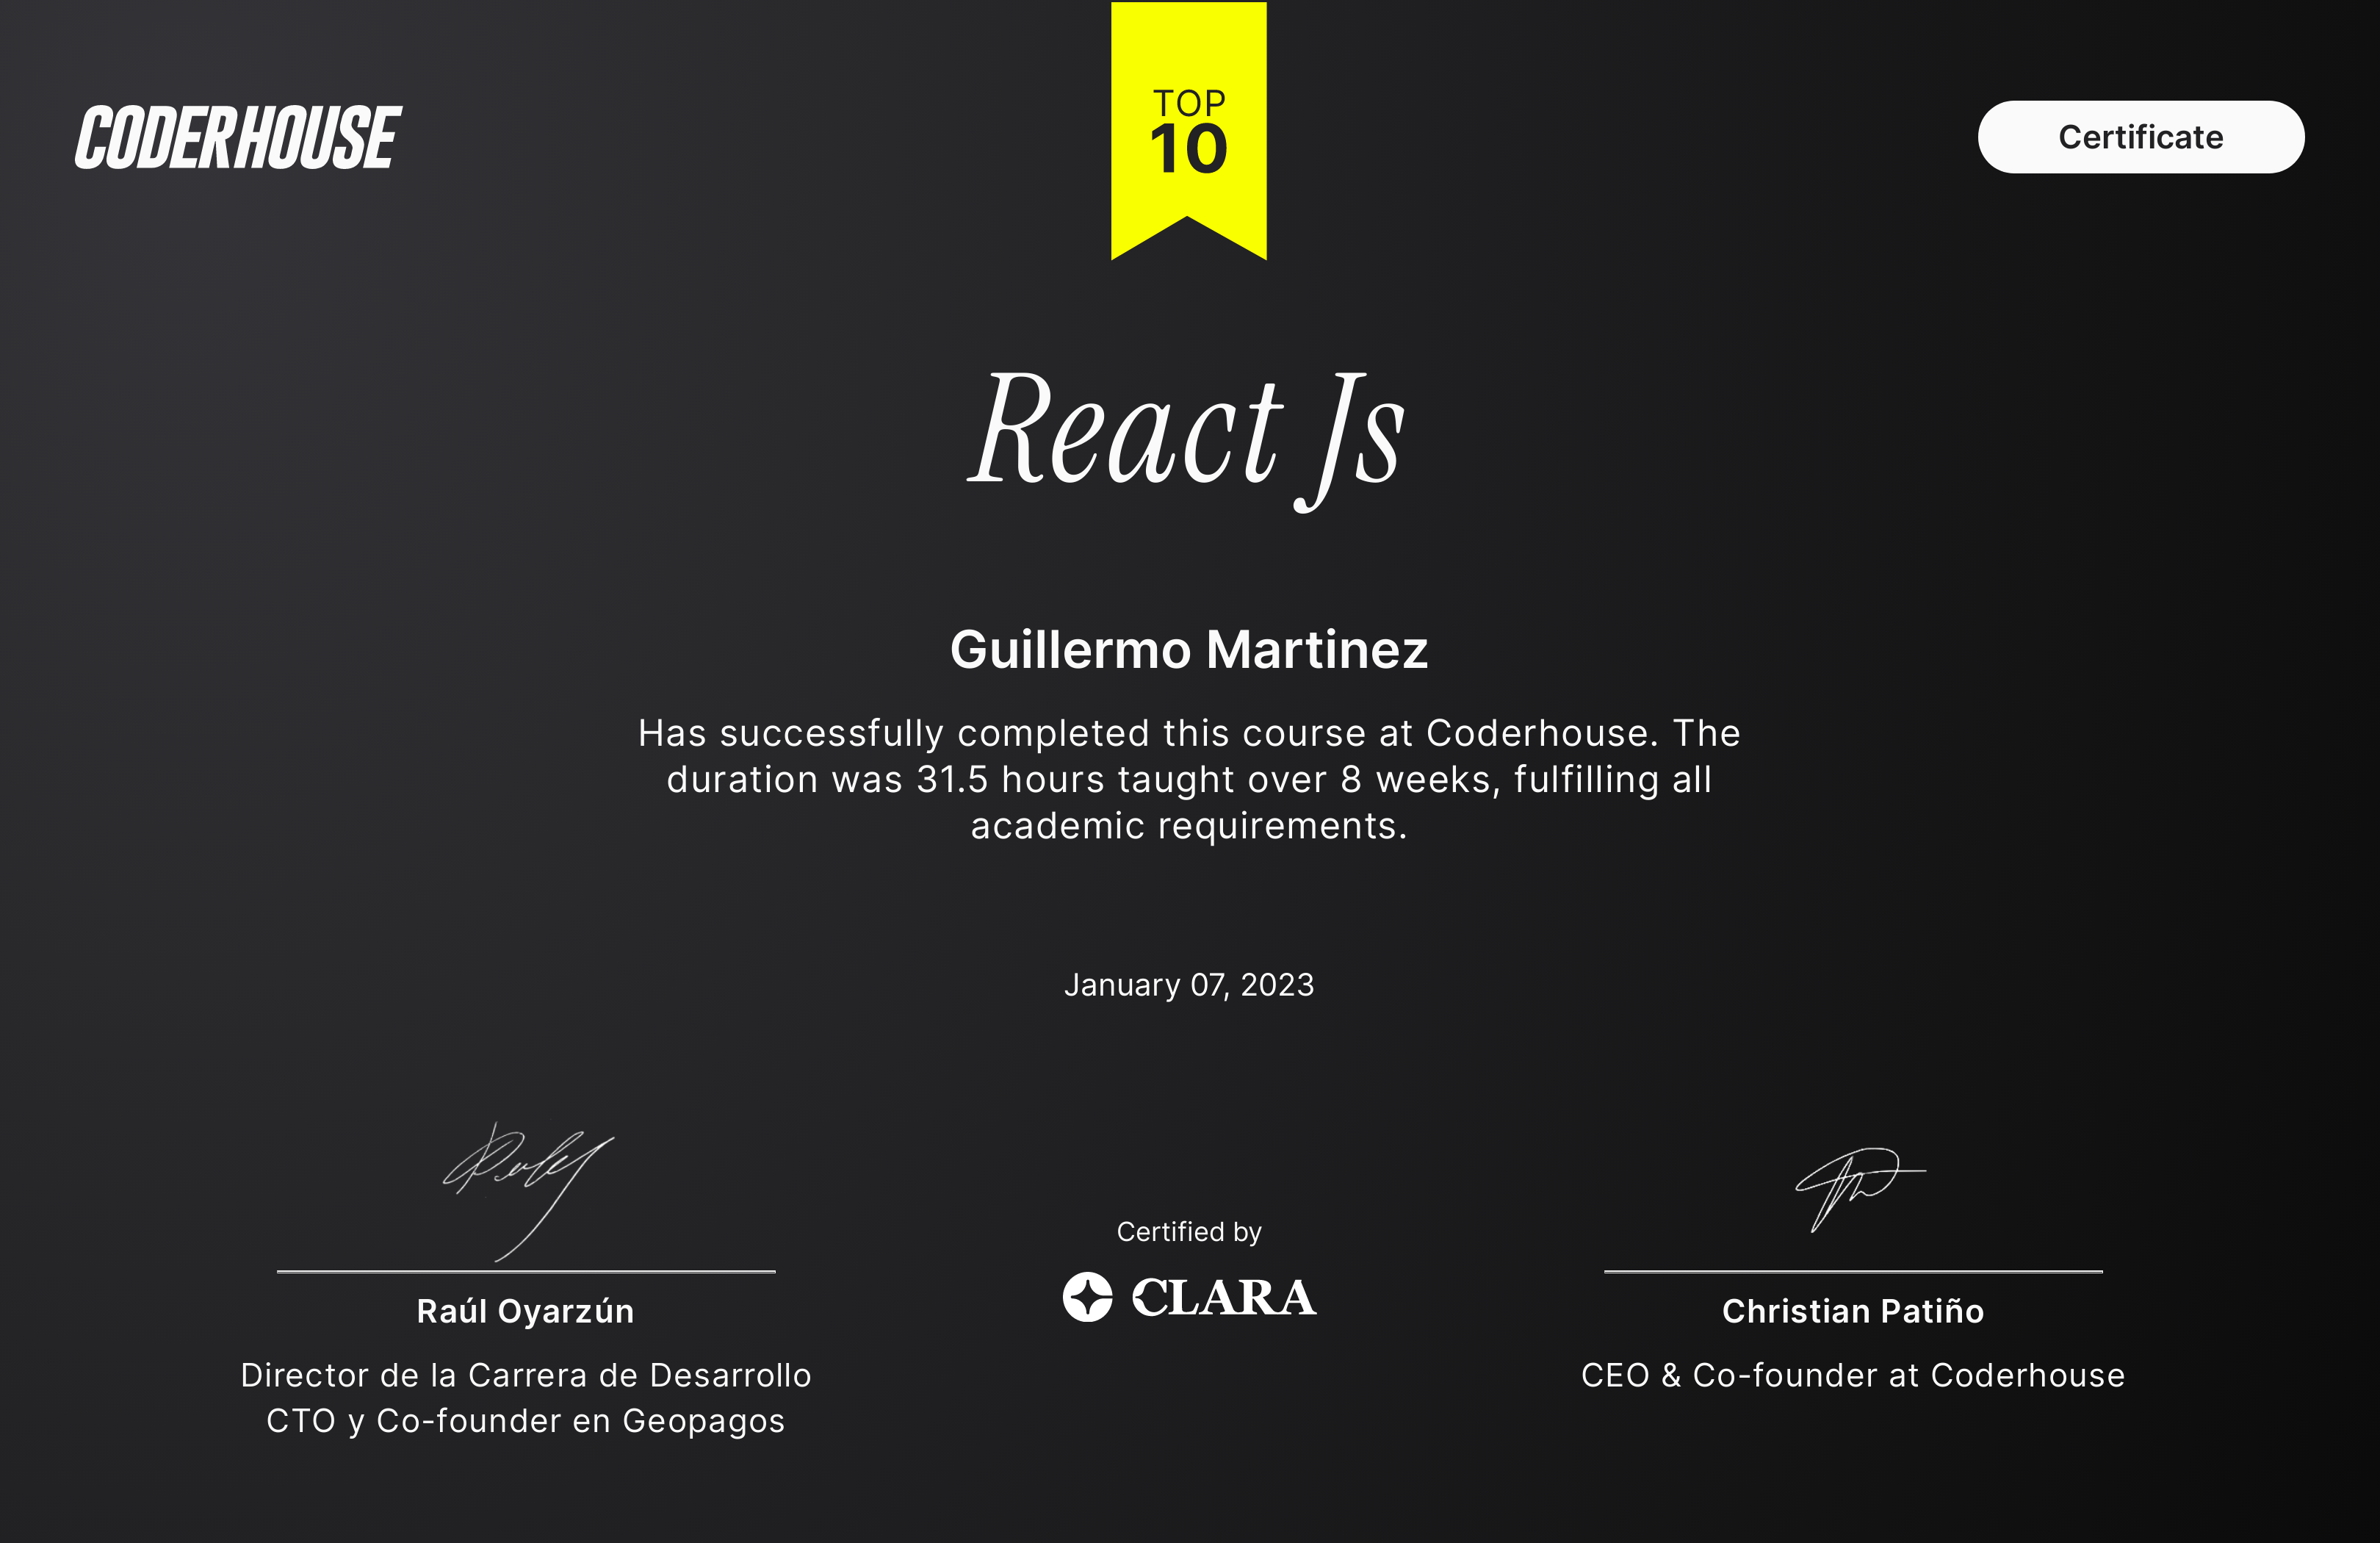 CODERHOUSE
TOP
10
Certificate
React Js
Guillermo Martinez
Has successfully completed this course at Coderhouse. The
duration was 31.5 hours taught over 8 weeks, fulfilling all
academic requirements.
January 07, 2023
Raúl Oyarzún
Director de la Carrera de Desarrollo
CTO y Co-founder en Geopagos
Certified by
CLARA
Christian Patiño
CEO & Co-founder at Coderhouse